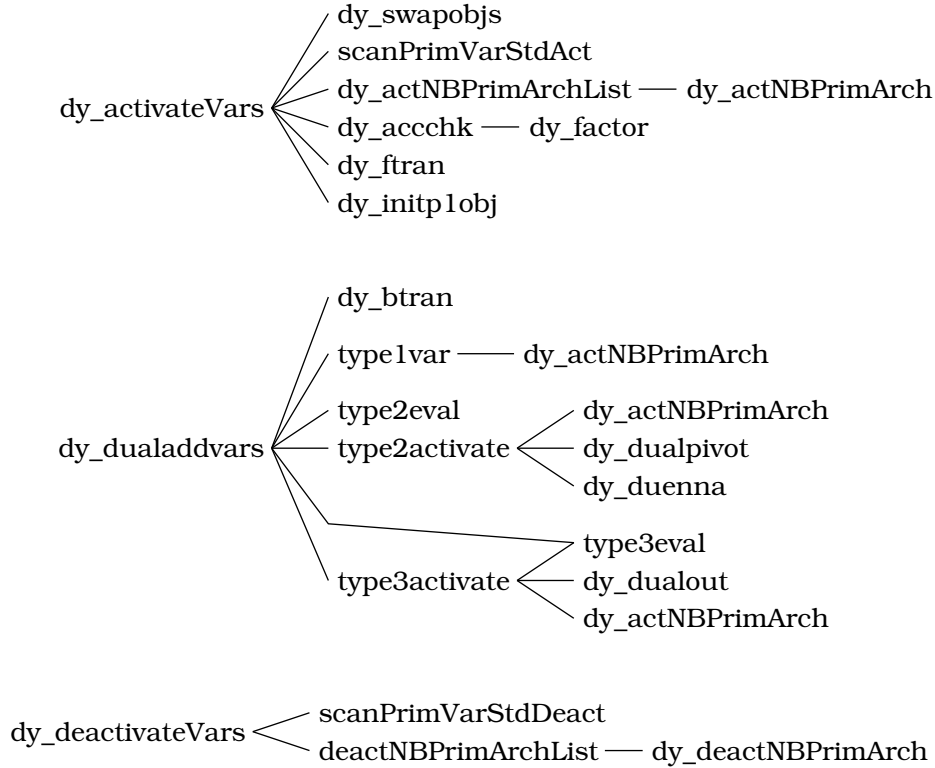 dy_swapobjs
scanPrimVarStdAct
dy_activateVars
dy_actNBPrimArchList
dy_actNBPrimArch
dy_accchk
dy_factor
dy_ftran
dy_initp1obj
dy_btran
type1var
dy_actNBPrimArch
type2eval
dy_actNBPrimArch
dy_dualaddvars
type2activate
dy_dualpivot
dy_duenna
type3eval
type3activate
dy_dualout
dy_actNBPrimArch
dy_deactivateVars
scanPrimVarStdDeact
deactNBPrimArchList
dy_deactNBPrimArch